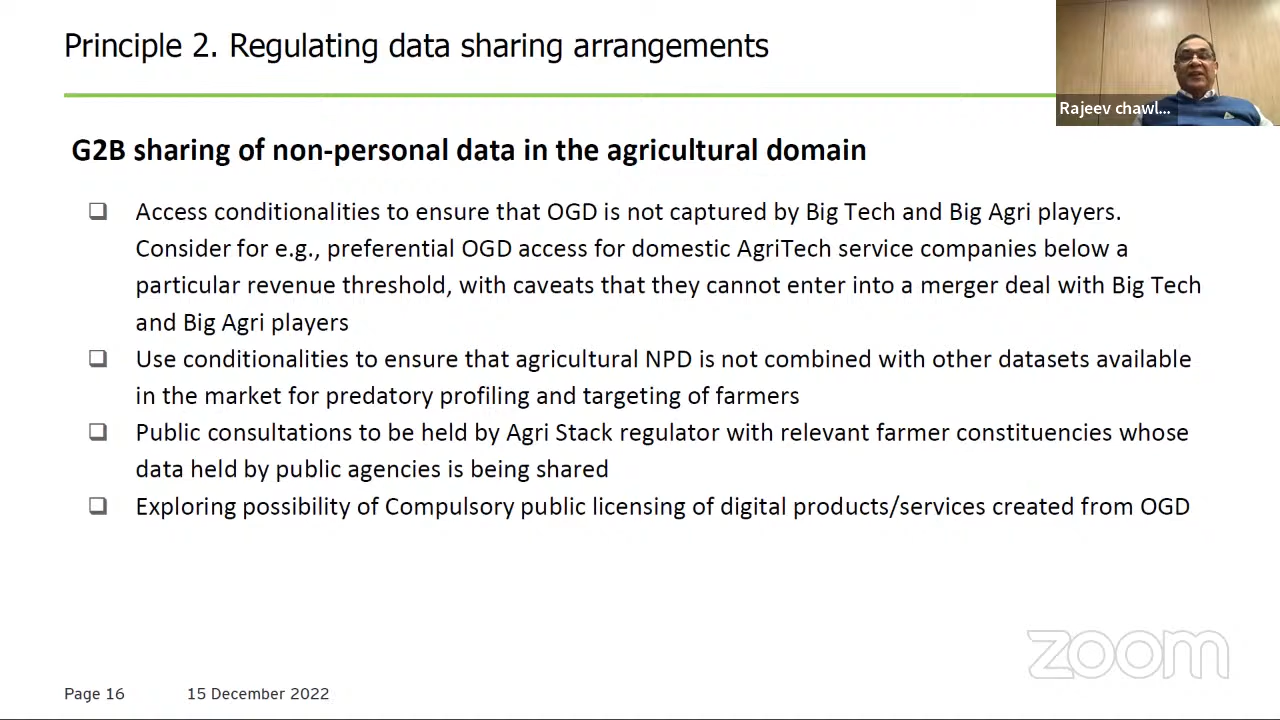 Principle 2. Regulating data sharing arrangements
Rajeev chawl...
G2B sharing of non-personal data in the agricultural domain
Access conditionalities to ensure that OGD is not captured by Big Tech and Big Agri players.
Consider for e.g., preferential OGD access for domestic AgriTech service companies below a
particular revenue threshold, with caveats that they cannot enter into a merger deal with Big Tech
and Big Agri players
Use conditionalities to ensure that agricultural NPD is not combined with other datasets available
in the market for predatory profiling and targeting of farmers
Public consultations to be held by Agri Stack regulator with relevant farmer constituencies whose
data held by public agencies is being shared
Exploring possibility of Compulsory public licensing of digital products/services created from OGD
zoom
Page 16 15 December 2022